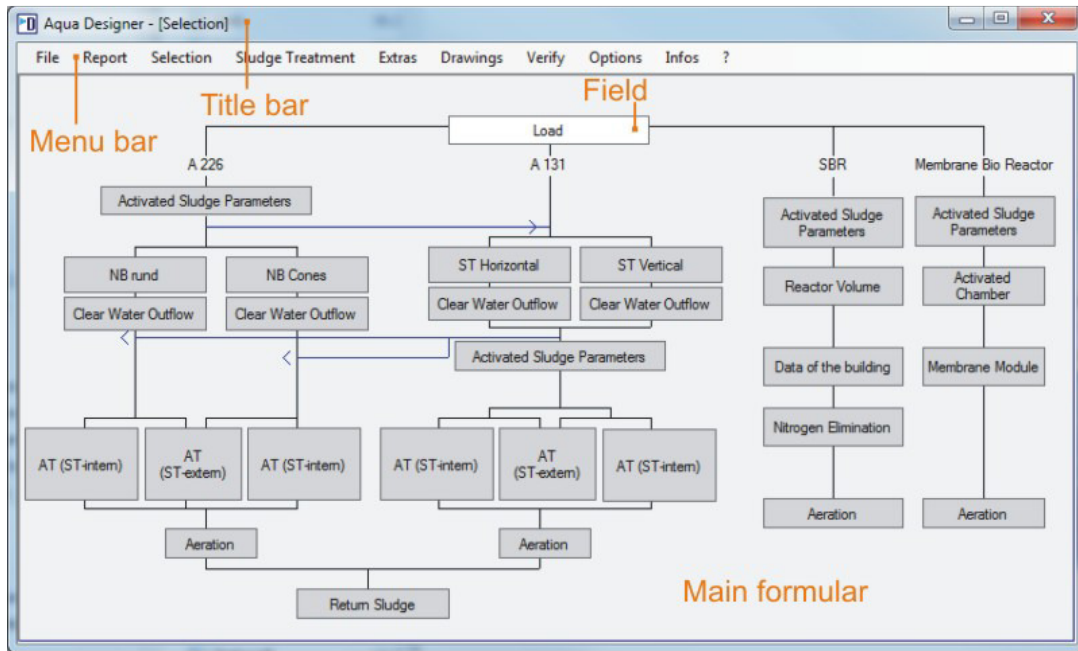 Aqua Designer - [Selection]
File Report Selection Sludge Treatment Extras Drawings Verify Options Infos ?
Title bar
Field
Menu bar
Load
A 226
A 131
SBR
Membrane Bio Reactor
Activated Sludge Parameters
Activated Sludge
Parameters
Activated Sludge
Parameters
NB rund
NB Cones
ST Horizontal
ST Vertical
Reactor Volume
Activated
Chamber
Clear Water Outflow
Clear Water Outflow
Clear Water Outflow
Clear Water Outflow
Activated Sludge Parameters
Data of the building
Membrane Module
Nitrogen Elimination
AT (ST-intern)
AT
(ST-extern)
AT (ST-intern)
AT (ST-intern)
AT
(ST-extern)
AT (ST-intern)
Aeration
Aeration
Aeration
Aeration
Return Sludge
Main formular